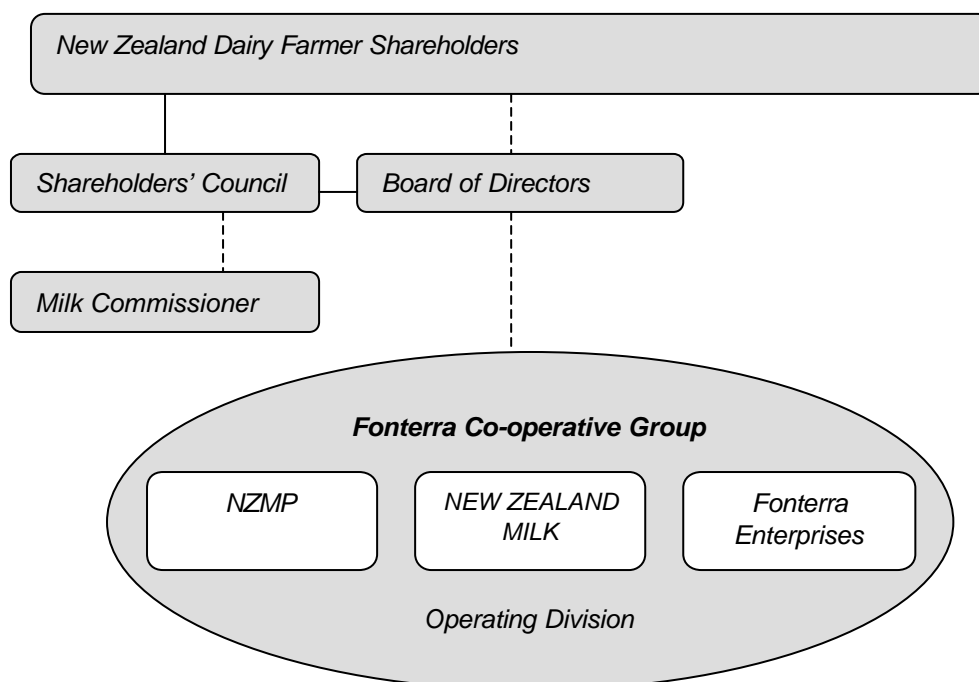 New Zealand Dairy Farmer Shareholders
Shareholders’ Council
Board of Directors
Milk Commissioner
Fonterra Co-operative Group
NZMP
NEW ZEALAND
MILK
Fonterra
Enterprises
Operating Division